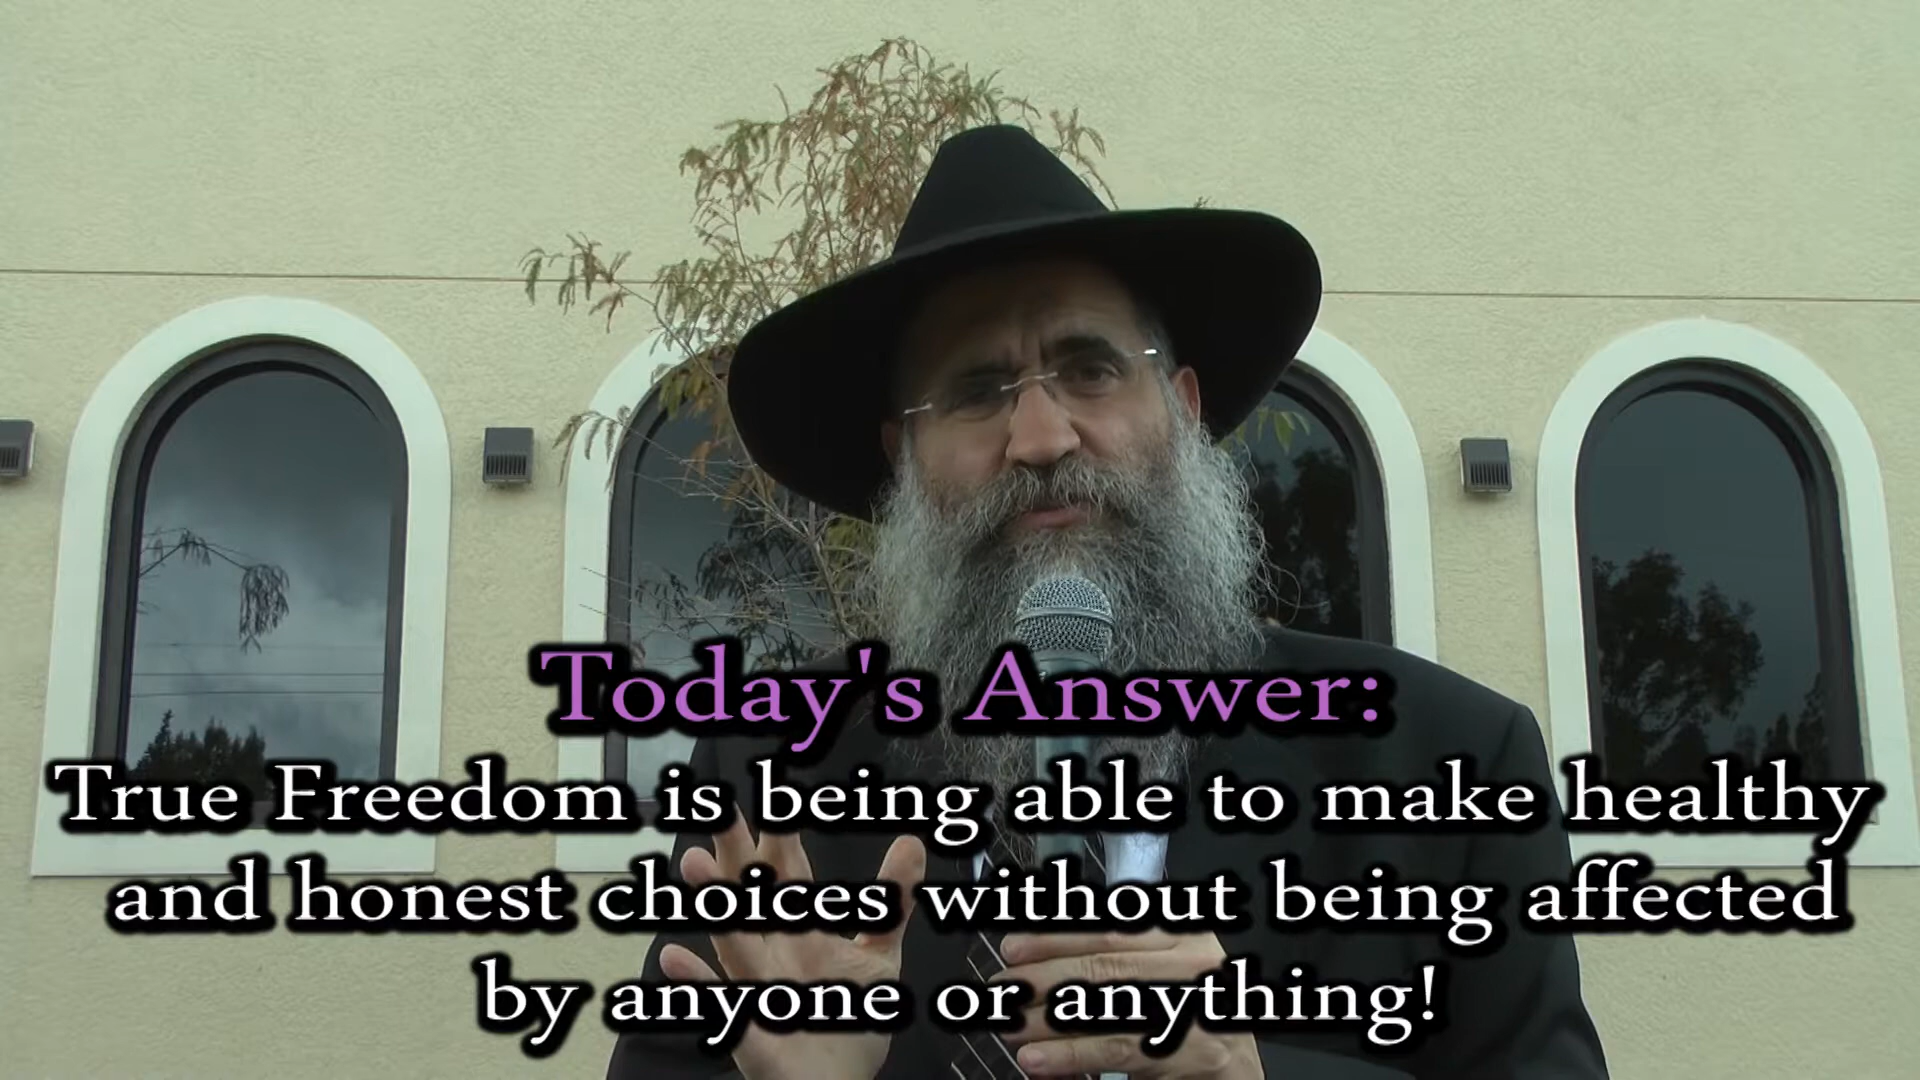 Today's Answer:
True Freedom is being able to make healthy
and honest choices without being affected
by anyone or anything!